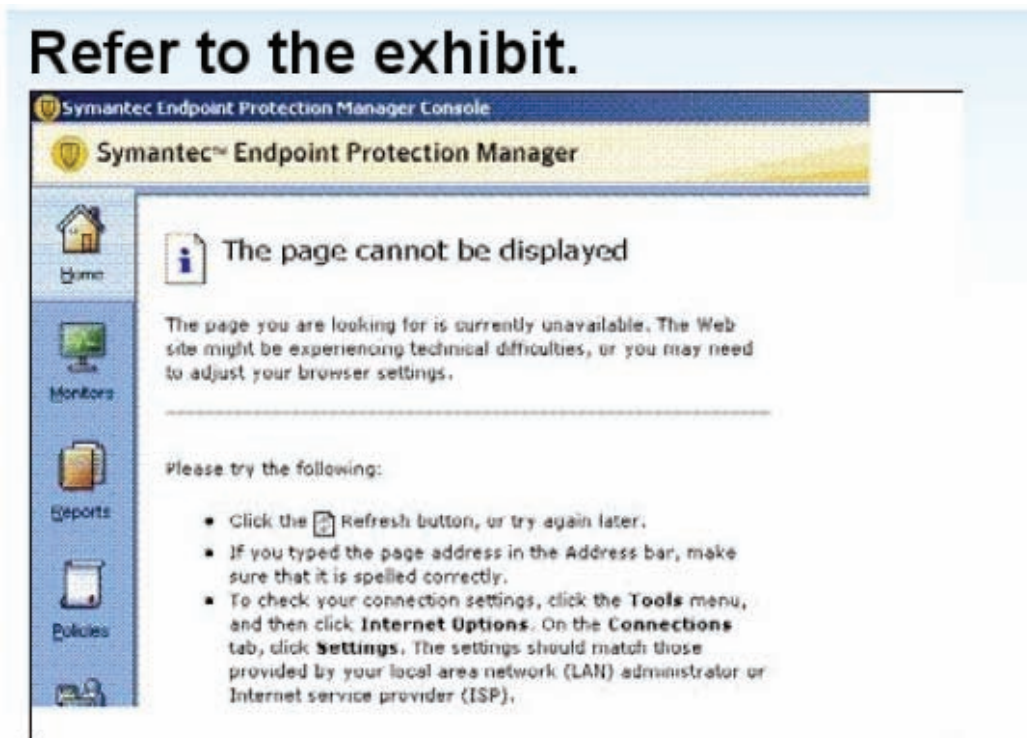 Refer to the exhibit.
Symantec Endpoint Protection Manager Console
Symantec™ Endpoint Protection Manager
Home
The page cannot be displayed
The page you are looking for is currently unavailable. The Web
site might be experiencing technical difficulties, or you may need
to adjust your browser settings.
Monitors
Please try the following:
Reports
• Click the Refresh button, or try again later.
• If you typed the page address in the Address bar, make
sure that it is spelled correctly.
• To check your connection settings, click the Tools menu,
and then click Internet Options. On the Connections
tab, click Settings. The settings should match those
provided by your local area network (LAN) administrator or
Internet service provider (ISP).
Policies